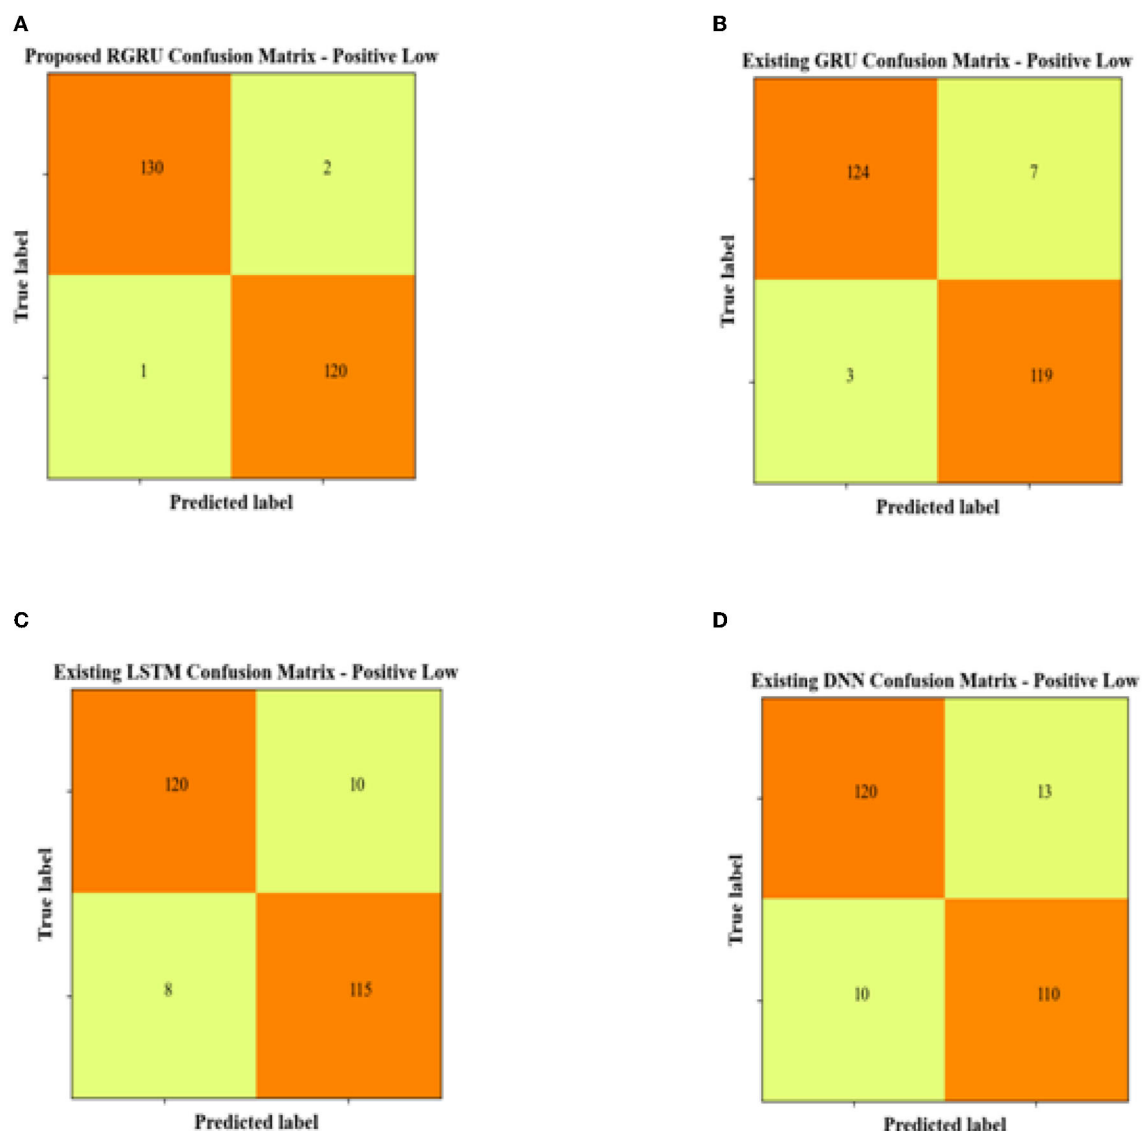 A
Proposed RGRU Confusion Matrix - Positive Low
130 2
True label
1 120
Predicted label
B
Existing GRU Confusion Matrix - Positive Low
124 7
True label
3 119
Predicted label
C
Existing LSTM Confusion Matrix - Positive Low
120 10
True label
8 115
Predicted label
D
Existing DNN Confusion Matrix - Positive Low
120 13
True label
10 110
Predicted label